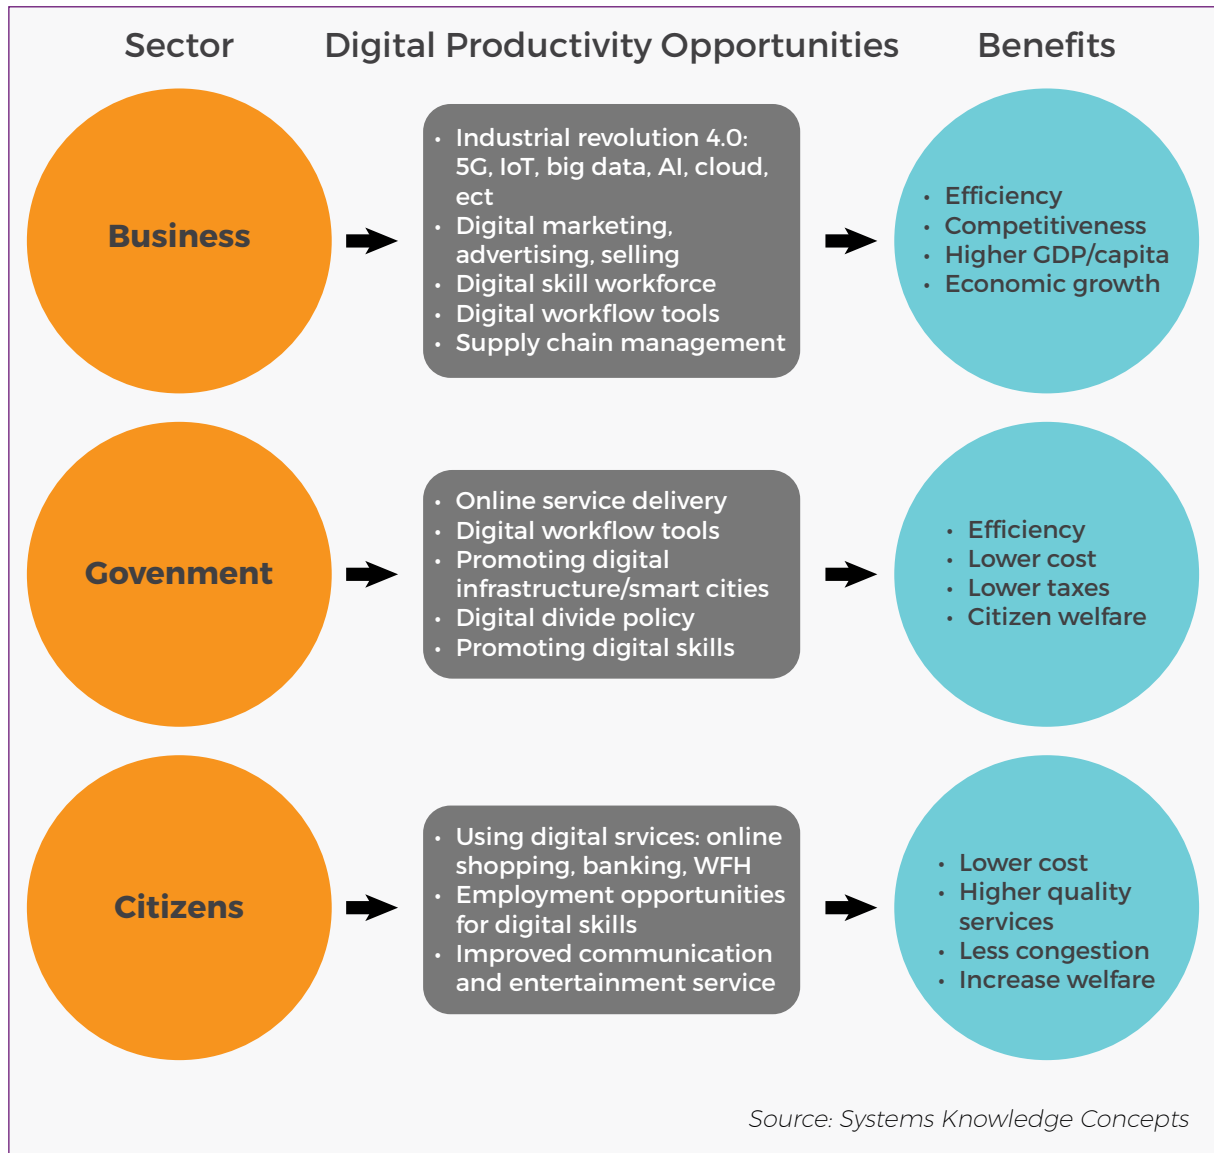 Sector
Digital Productivity Opportunities
Benefits
Business
• Industrial revolution 4.0:
5G, IoT, big data, AI, cloud,
ect
• Digital marketing,
advertising, selling
• Digital skill workforce
• Digital workflow tools
• Supply chain management
• Efficiency
• Competitiveness
• Higher GDP/capita
• Economic growth
Govenment
• Online service delivery
• Digital workflow tools
• Promoting digital
infrastructure/smart cities
• Digital divide policy
• Promoting digital skills
• Efficiency
• Lower cost
• Lower taxes
• Citizen welfare
Citizens
• Using digital srvices: online
shopping, banking, WFH
• Employment opportunities
for digital skills
• Improved communication
and entertainment service
• Lower cost
• Higher quality
services
• Less congestion
• Increase welfare
Source: Systems Knowledge Concepts